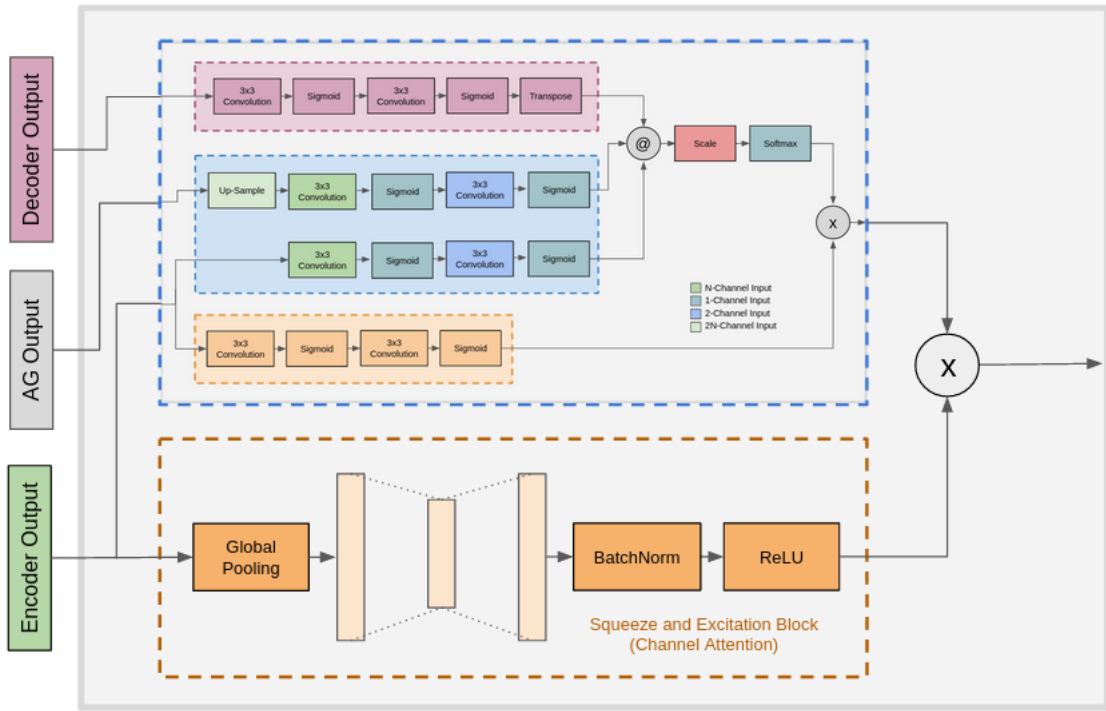 Decoder Output
AG Output
Encoder Output
3x3
Convolution
Sigmoid
3x3
Convolution
Sigmoid
Transpose
@
Scale
Softmax
Up-Sample
3x3
Convolution
Sigmoid
3x3
Convolution
Sigmoid
3x3
Convolution
Sigmoid
3x3
Convolution
Sigmoid
x
N-Channel Input
1-Channel Input
2-Channel Input
2N-Channel Input
3x3
Convolution
Sigmoid
3x3
Convolution
Sigmoid
x
Global
Pooling
BatchNorm
ReLU
Squeeze and Excitation Block
(Channel Attention)